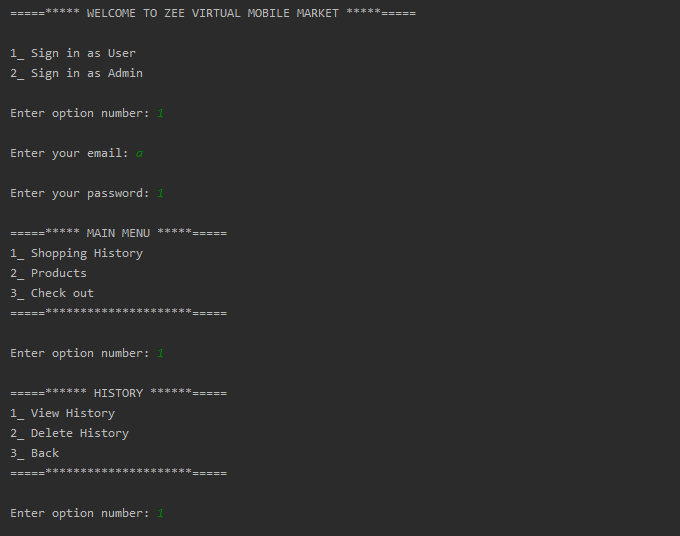 =====***** WELCOME TO ZEE VIRTUAL MOBILE MARKET *****=====
1_ Sign in as User
2_ Sign in as Admin
Enter option number: 1
Enter your email: a
Enter your password: 1
=====***** MAIN MENU *****=====
1_ Shopping History
2_ Products
3_ Check out
=====*********************=====
Enter option number: 1
=====****** HISTORY ******=====
1_ View History
2_ Delete History
3_ Back
=====*********************=====
Enter option number: 1